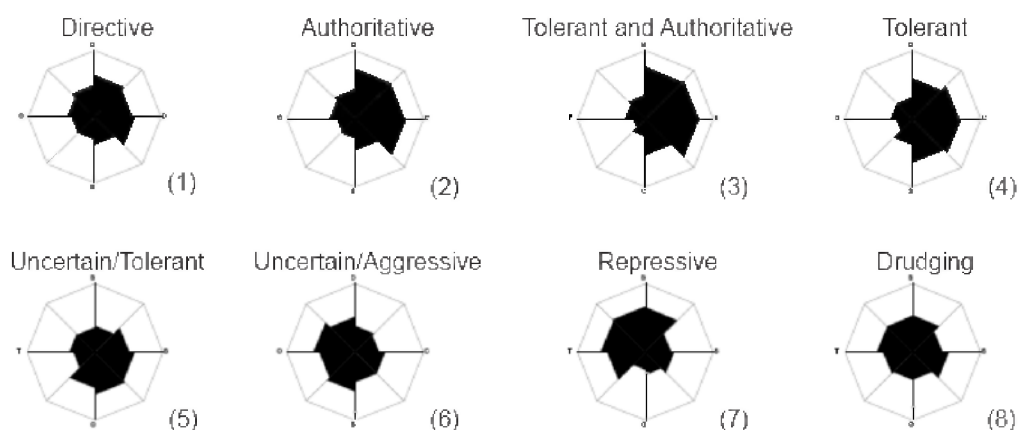 Directive
Authoritative
Tolerant and Authoritative
Tolerant
(1)
(2)
(3)
(4)
Uncertain/Tolerant
Uncertain/Aggressive
Repressive
Drudging
(5)
(6)
(7)
(8)